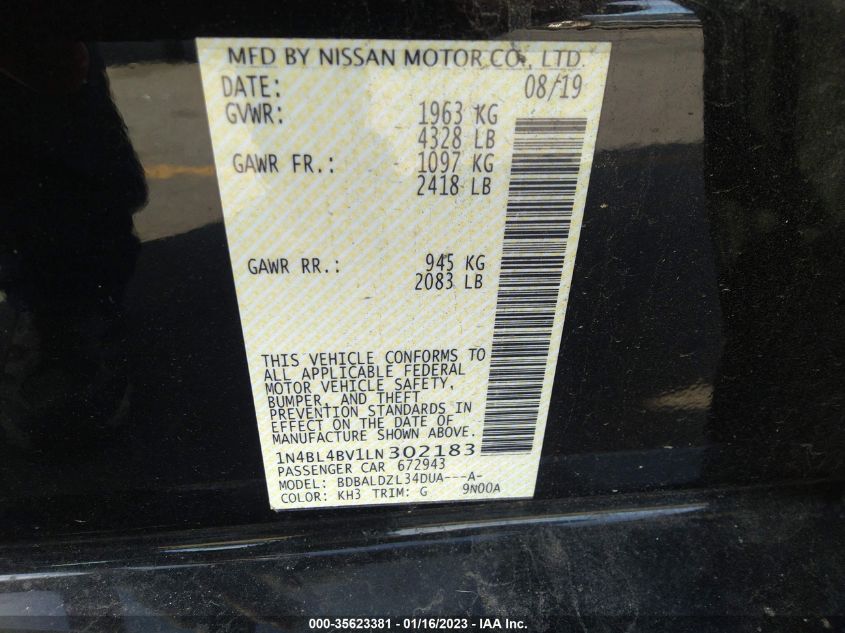 MFD BY NISSAN MOTOR CO., LTD.
DATE: 08/19
GVWR: 1963 KG
4328 LB
GAWR FR.: 1097 KG
2418 LB
GAWR RR.: 945 KG
2083 LB
THIS VEHICLE CONFORMS TO
ALL APPLICABLE FEDERAL
MOTOR VEHICLE SAFETY,
BUMPER, AND THEFT
PREVENTION STANDARDS IN
EFFECT ON THE DATE OF
MANUFACTURE SHOWN ABOVE.
1N4BL4BV1LN302183
PASSENGER CAR 672943
MODEL: BDBALDZL34DUA---A-
COLOR: KH3 TRIM: G 9N00A
000-35623381 - 01/16/2023 - © IAA Inc.